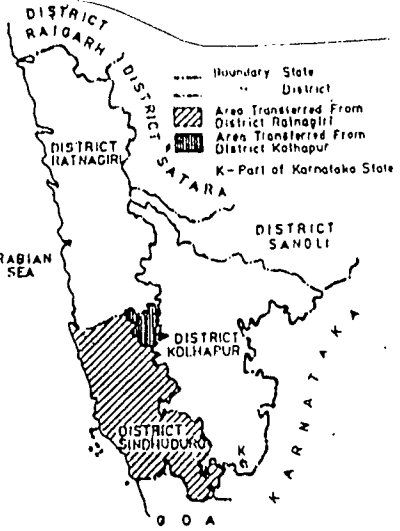 DISTRICT
RAIGARH
DISTRICT
SATARA
Boundary State
" District
Area Transferred From
District Ratnagiri
Area Transferred From
District Kolhapur
K-Part of Karnataka State
DISTRICT
RATNAGIRI
DISTRICT
SANGLI
RABIAN
SEA
DISTRICT
KOLHAPUR
DISTRICT
SINDHUDURG
K
KARNATAKA
GOA